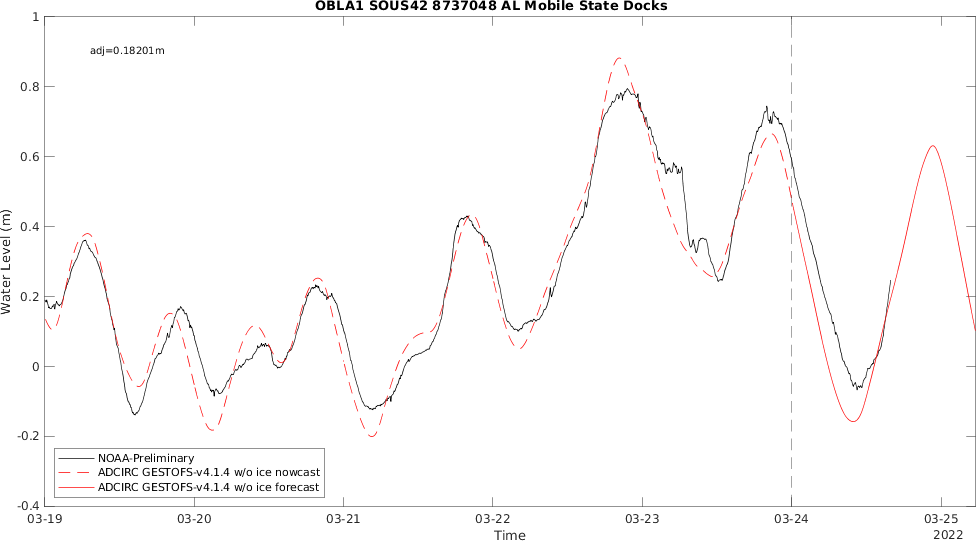 OBLA1 SOUS42 8737048 AL Mobile State Docks
adj=0.18201m
1
0.8
0.6
0.4
0.2
0
-0.2
-0.4
Water Level (m)
NOAA-Preliminary
ADCIRC GESTOFS-v4.1.4 w/o ice nowcast
ADCIRC GESTOFS-v4.1.4 w/o ice forecast
03-19 03-20 03-21 03-22 03-23 03-24 03-25
Time
2022